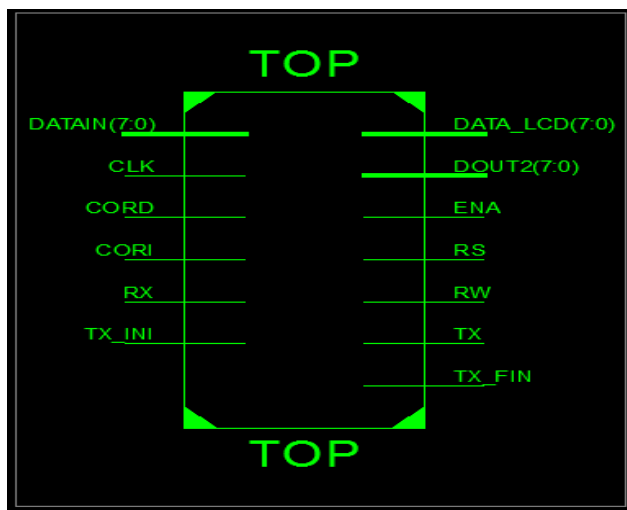 TOP
DATAIN(7:0)
DATA_LCD(7:0)
CLK
DOUT2(7:0)
CORD
ENA
CORI
RS
RX
RW
TX_INI
TX
TX_FIN
TOP